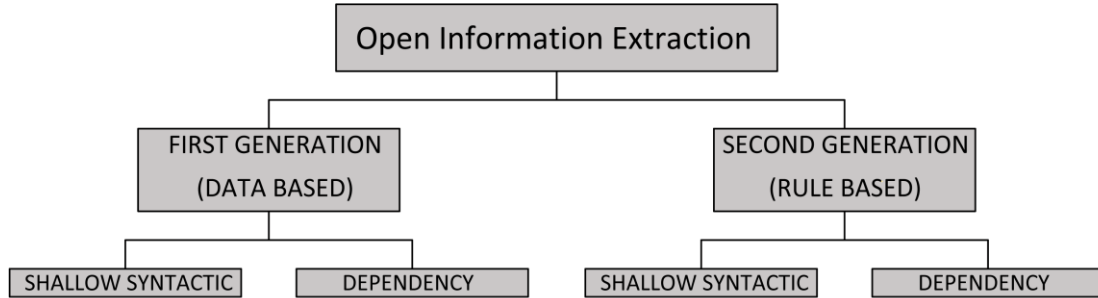 Open Information Extraction
FIRST GENERATION
(DATA BASED)
SECOND GENERATION
(RULE BASED)
SHALLOW SYNTACTIC
DEPENDENCY
SHALLOW SYNTACTIC
DEPENDENCY